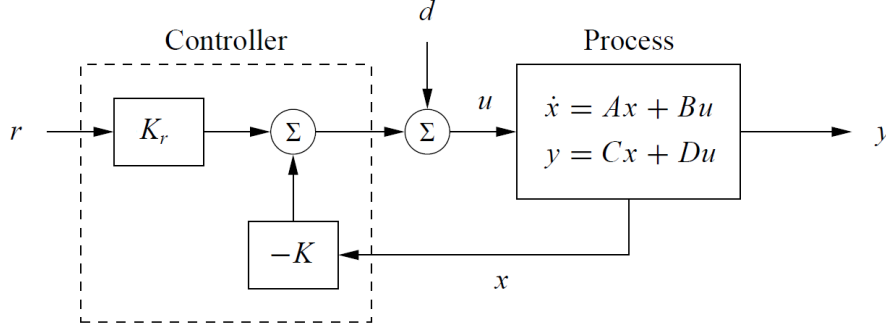 d
Controller
Process
r
K_r
Σ
Σ
u
ẋ = Ax + Bu
y = Cx + Du
y
−K
x